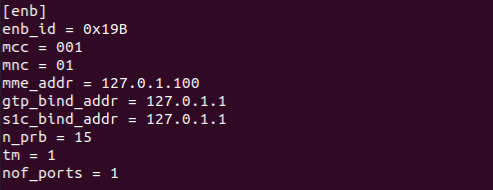 [enb]
enb_id = 0x19B
mcc = 001
mnc = 01
mme_addr = 127.0.1.100
gtp_bind_addr = 127.0.1.1
s1c_bind_addr = 127.0.1.1
n_prb = 15
tm = 1
nof_ports = 1